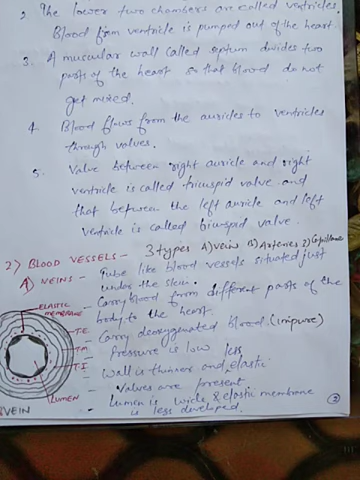 2. The lower two chambers are called ventricles.
Blood from ventricle is pumped out of the heart.
3. A muscular wall called septum divides two
parts of the heart so that blood do not
get mixed.
4. Blood flows from the auricles to ventricles
through valves.
5. Valve between right auricle and right
ventricle is called tricuspid valve and
that between the left auricle and left
ventricle is called bicuspid valve.
2) BLOOD VESSELS - 3 types A) vein B) Arteries
A) VEINS - Tube like blood vessels situated just
under the skin.
- Carry blood from different parts of the
body to the heart.
- Carry deoxygenated blood. (impure)
- Pressure is low less
- Wall is thinner and elastic
- Valves are present
- Lumen is wide & elastic membrane
is less developed.
ELASTIC
MEMBRANE
T.E
T.M
T.I
LUMEN
VEIN
2